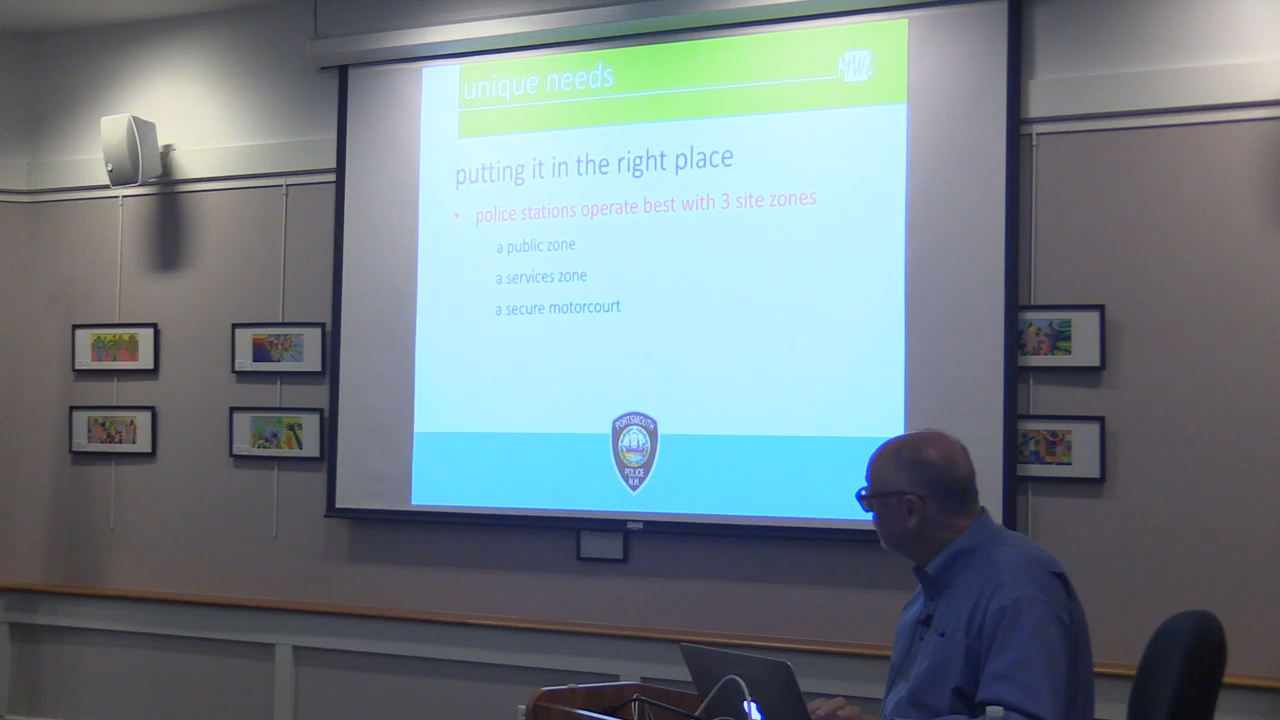 unique needs
putting it in the right place
• police stations operate best with 3 site zones
a public zone
a services zone
a secure motorcourt
PORTSMOUTH
POLICE
N.H.